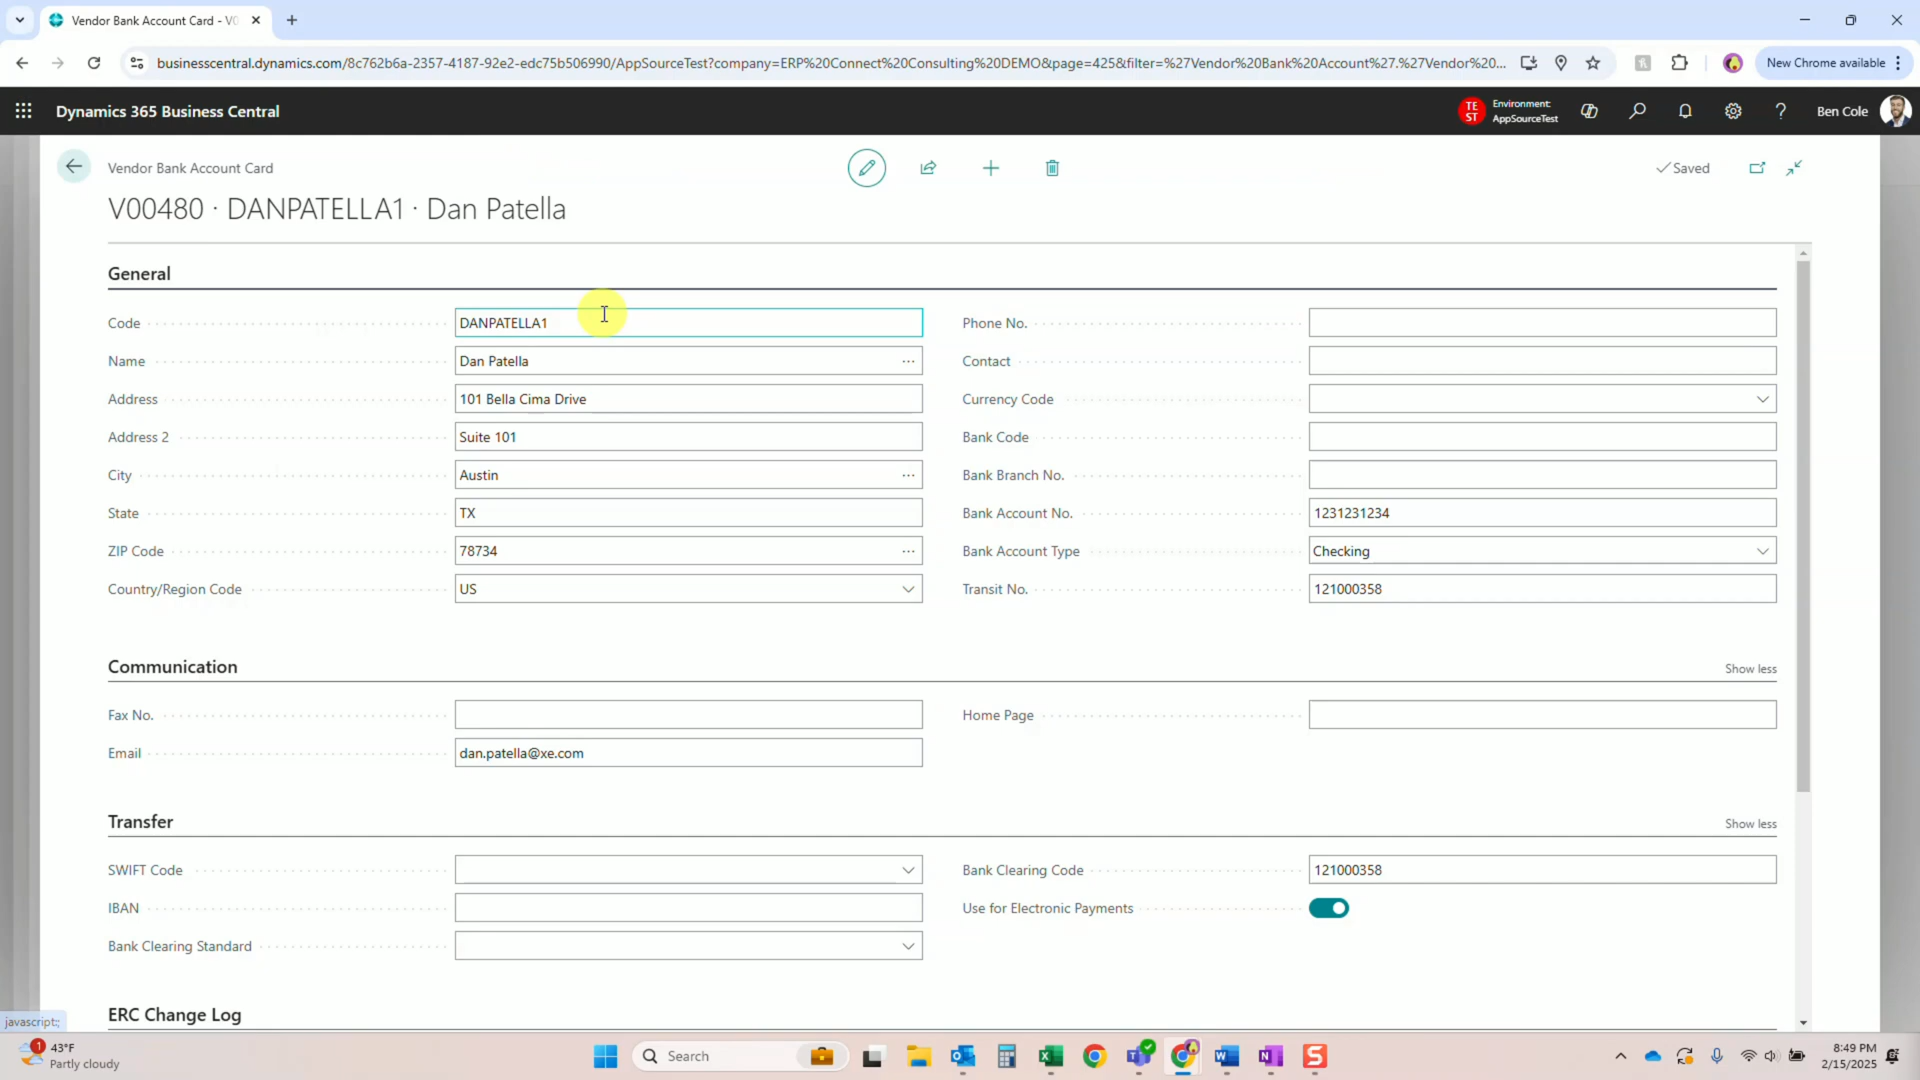 Vendor Bank Account Card - V0
businesscentral.dynamics.com/8c762b6a-2357-4187-92e2-edc75b506990/AppSourceTest?company=ERP%20Connect%20Consulting%20DEMO&page=425&filter=%27Vendor%20Bank%20Account%27.%27Vendor%20...
New Chrome available
Dynamics 365 Business Central
TE
ST
Environment:
AppSourceTest
Ben Cole
Vendor Bank Account Card
Saved
V00480 · DANPATELLA1 · Dan Patella
General
Code DANPATELLA1 Phone No.
Name Dan Patella Contact
Address 101 Bella Cima Drive Currency Code
Address 2 Suite 101 Bank Code
City Austin Bank Branch No.
State TX Bank Account No. 1231231234
ZIP Code 78734 Bank Account Type Checking
Country/Region Code US Transit No. 121000358
Communication Show less
Fax No. Home Page
Email dan.patella@xe.com
Transfer Show less
SWIFT Code Bank Clearing Code 121000358
IBAN Use for Electronic Payments
Bank Clearing Standard
ERC Change Log
javascript:;
1
43°F
Partly cloudy
Search
8:49 PM
2/15/2025